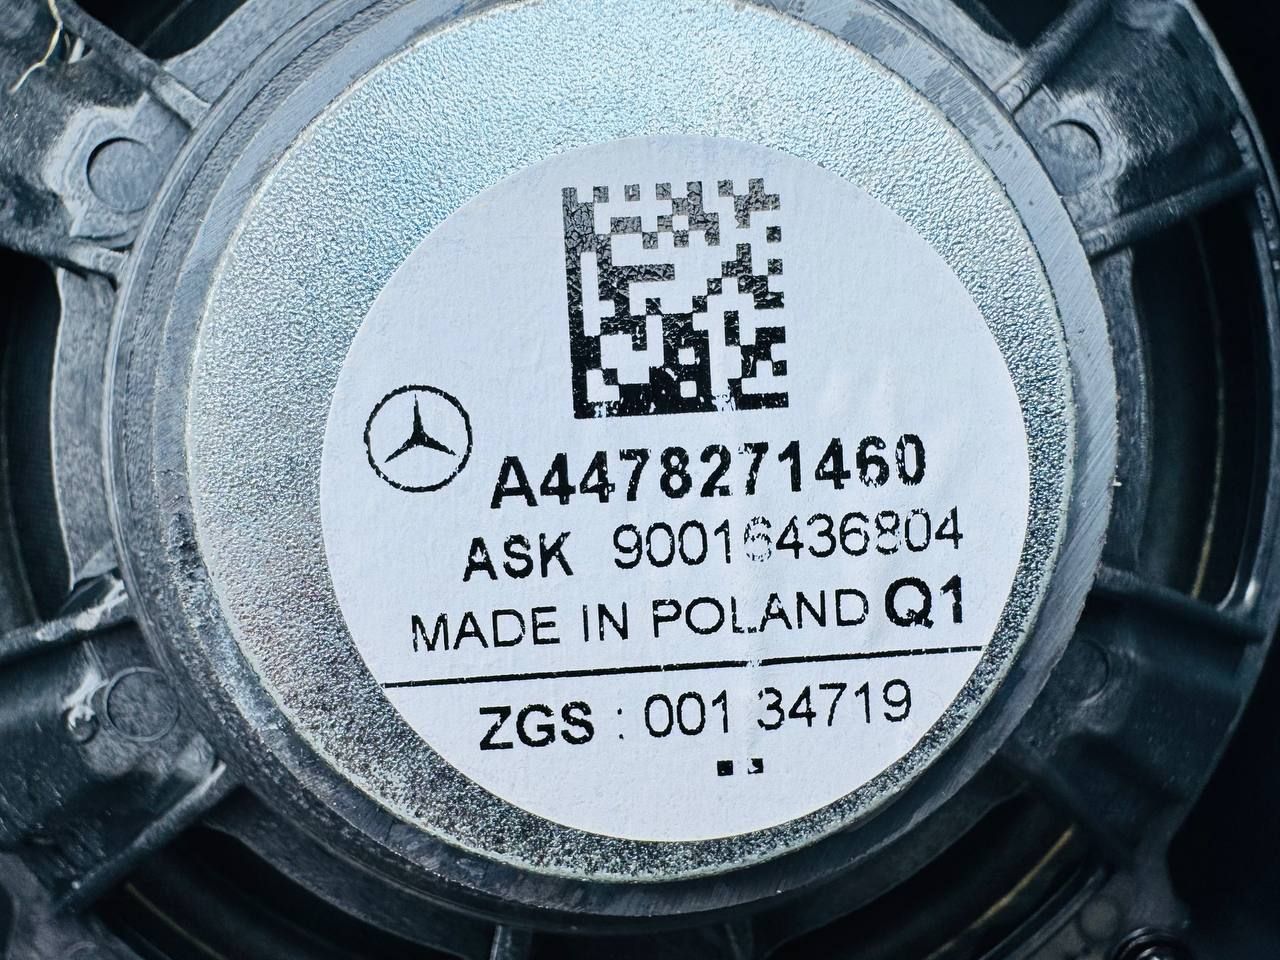 A4478271460
ASK 90016436804
MADE IN POLAND Q1
ZGS : 001 34719